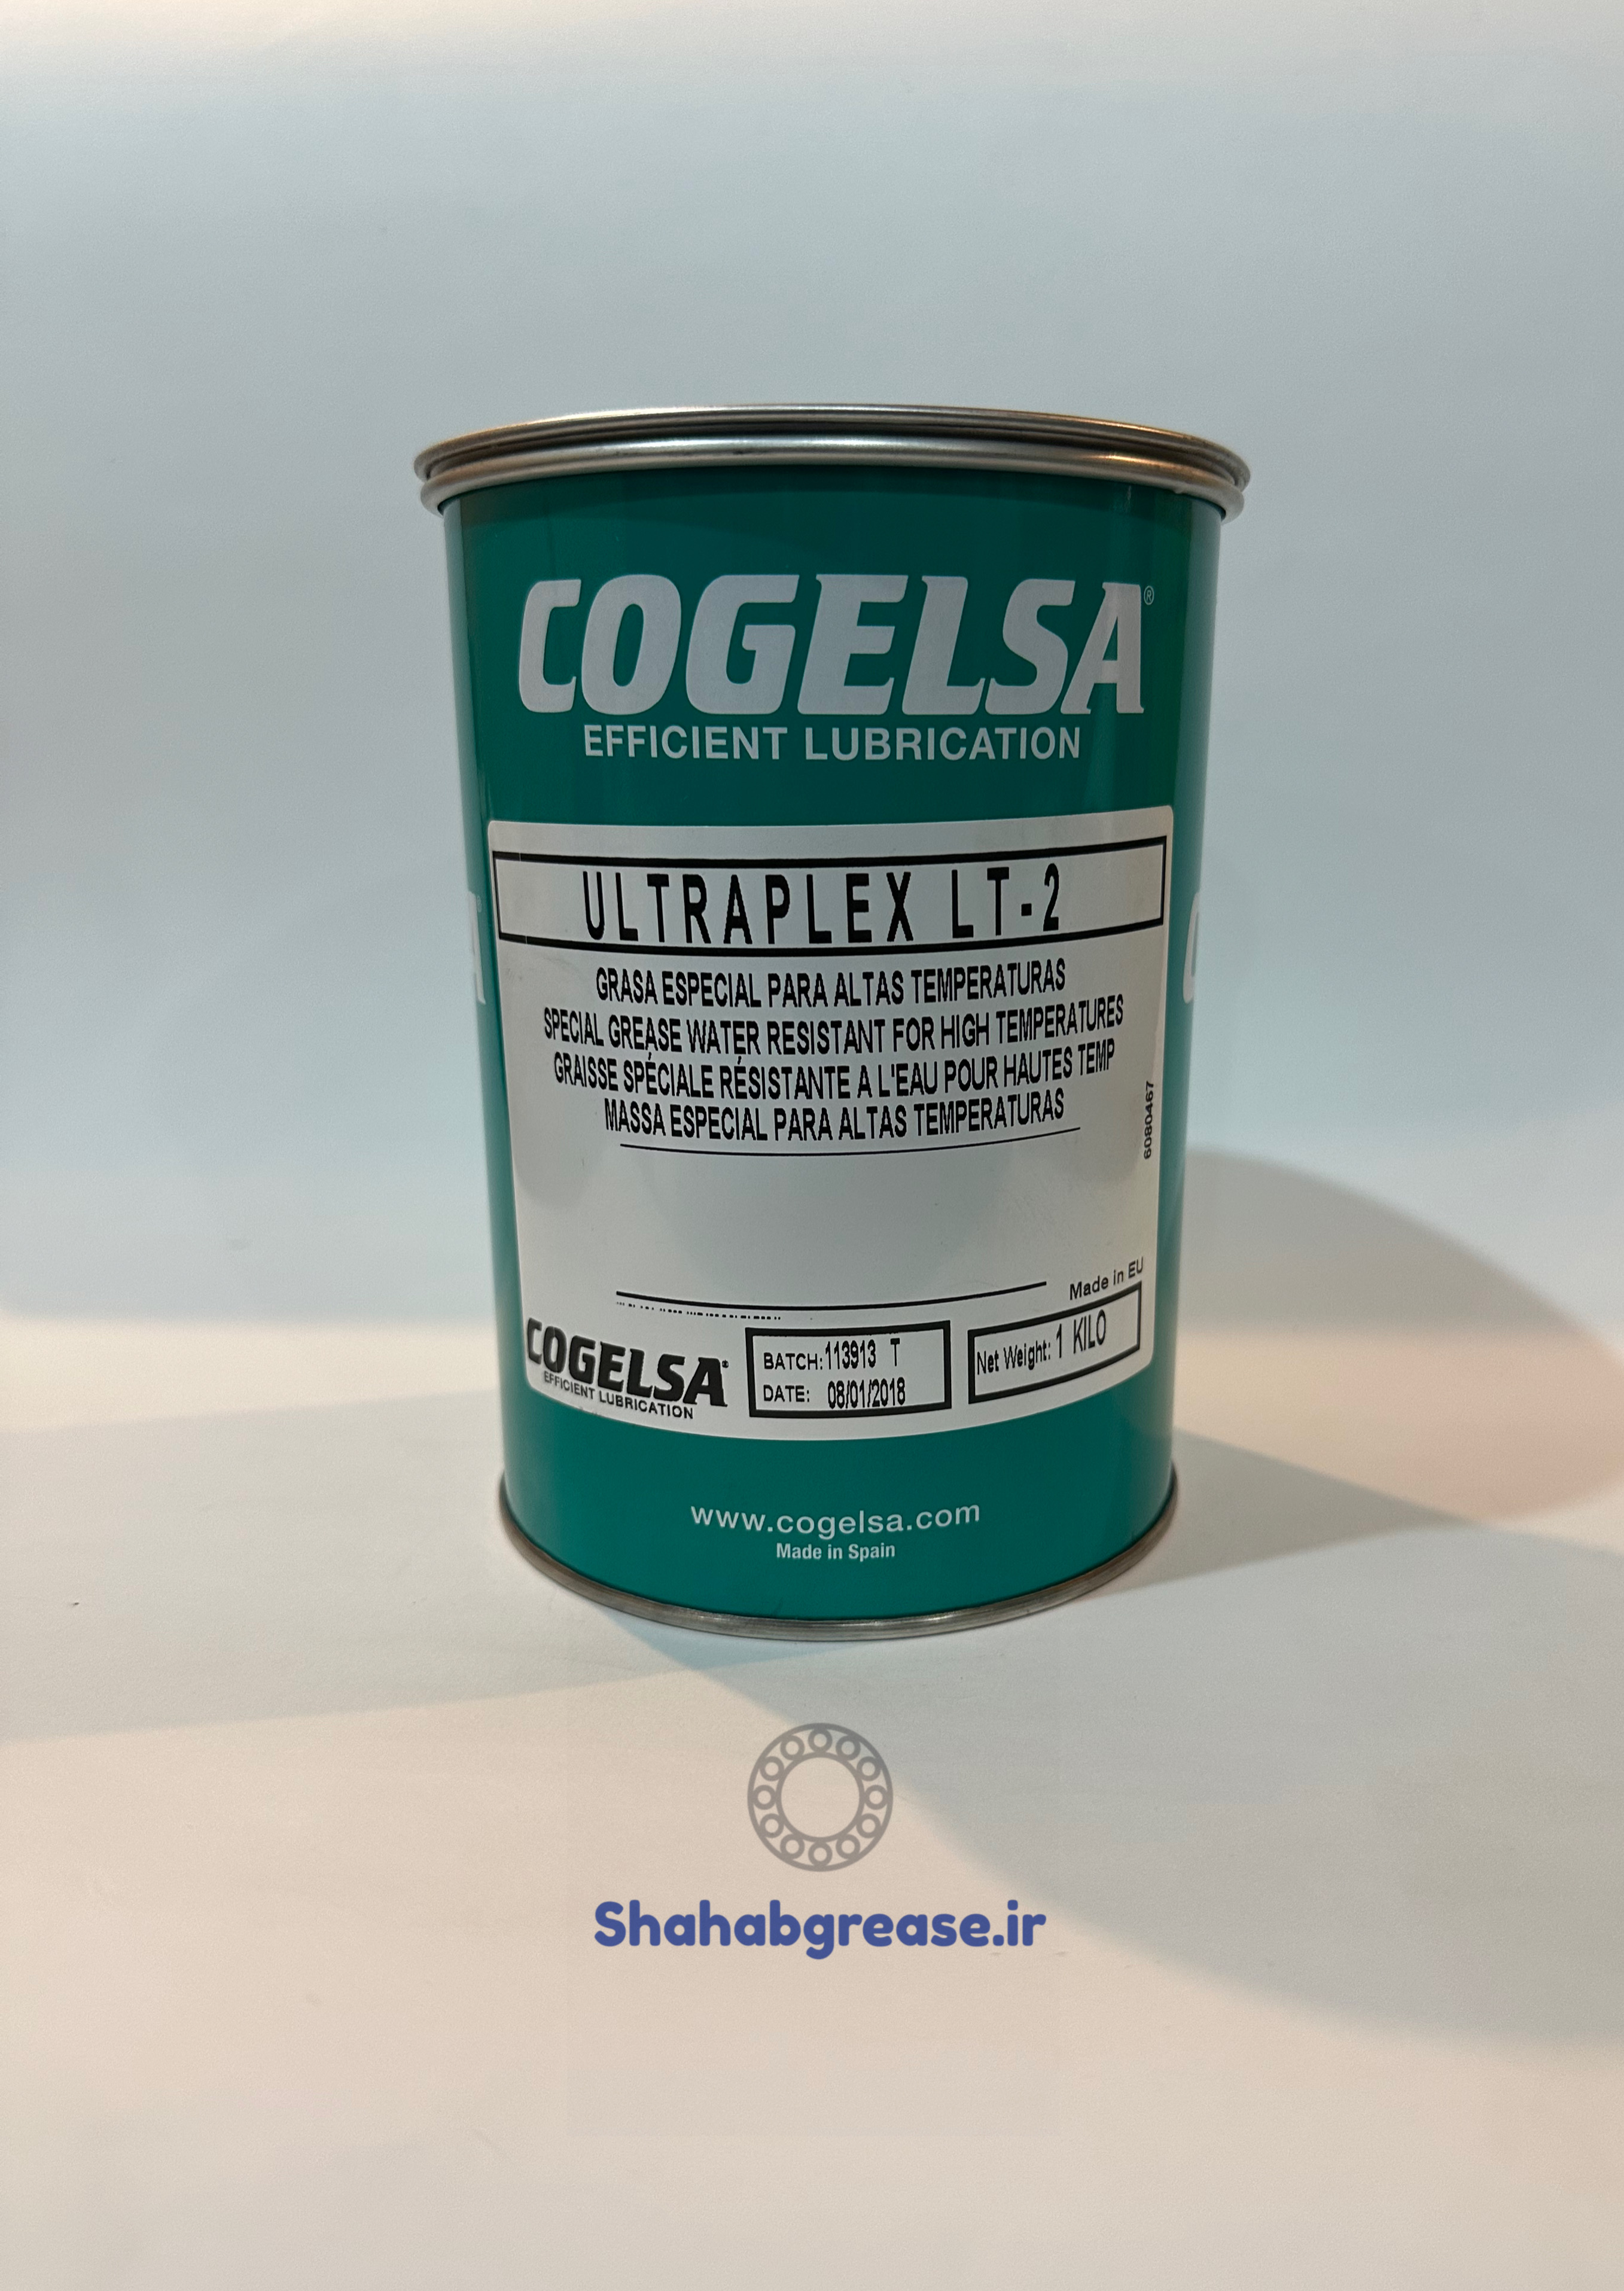 COGELSA®
EFFICIENT LUBRICATION
ULTRAPLEX LT-2
GRASA ESPECIAL PARA ALTAS TEMPERATURAS
SPECIAL GREASE WATER RESISTANT FOR HIGH TEMPERATURES
GRAISSE SPÉCIALE RÉSISTANTE A L'EAU POUR HAUTES TEMP
MASSA ESPECIAL PARA ALTAS TEMPERATURAS
6080467
Made in EU
COGELSA®
EFFICIENT LUBRICATION
BATCH: 113913 T
DATE: 08/01/2018
Net Weight: 1 KILO
www.cogelsa.com
Made in Spain
Shahabgrease.ir